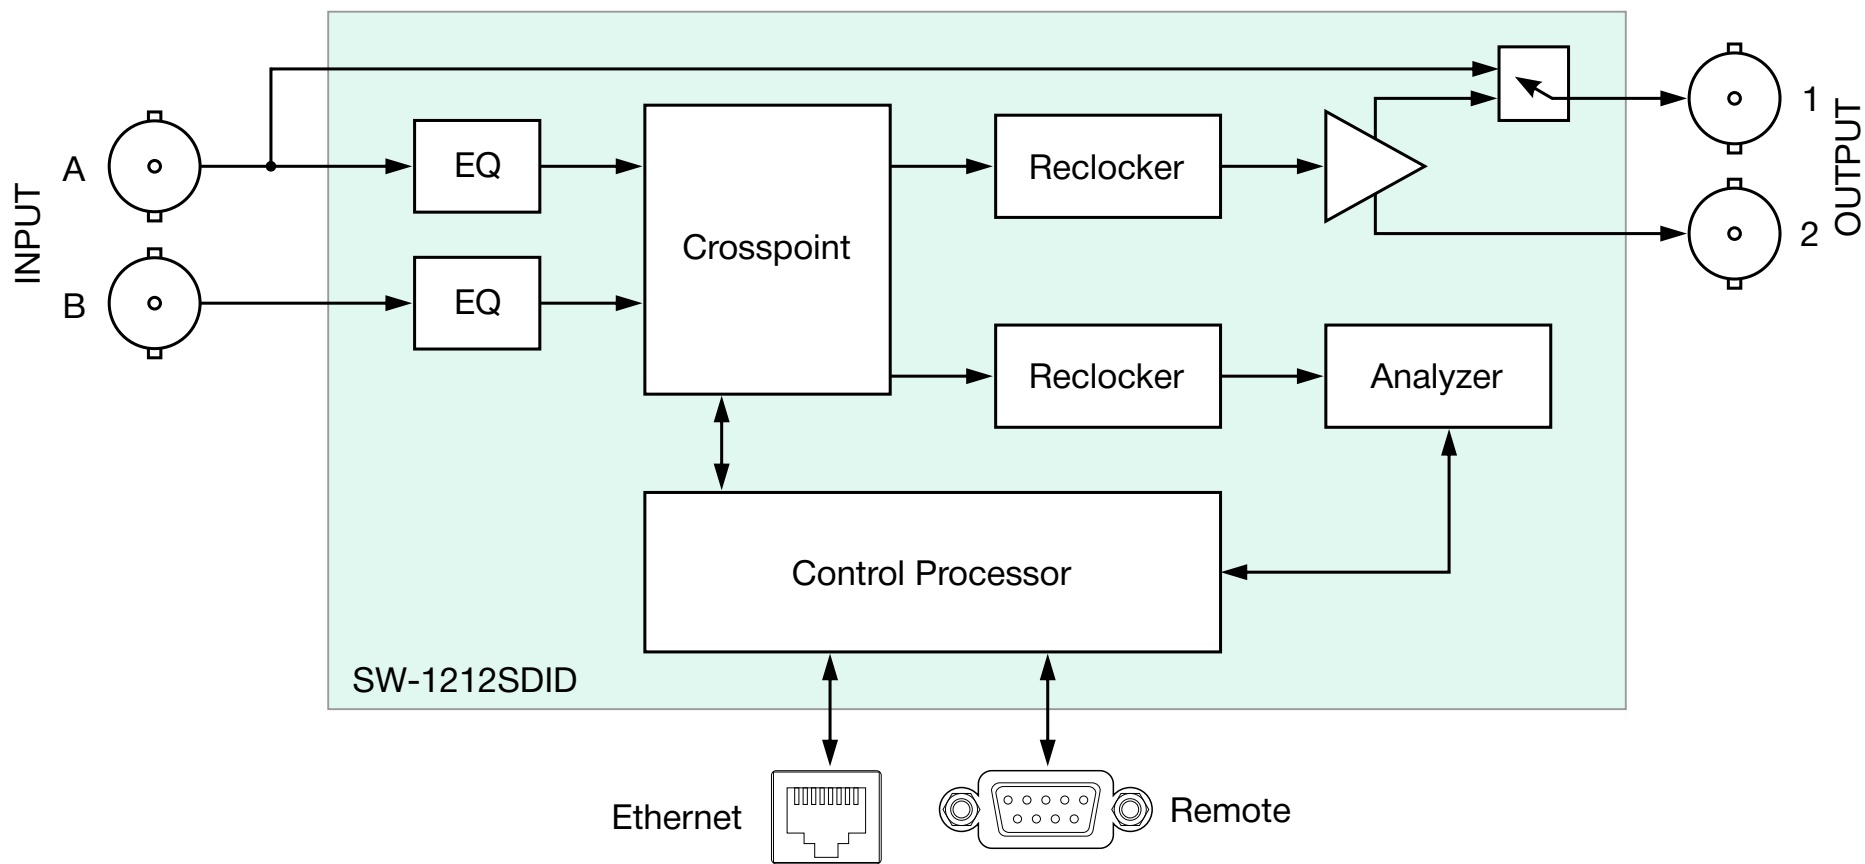 INPUT
A
B
EQ
EQ
Crosspoint
Reclocker
Reclocker
Analyzer
Control Processor
SW-1212SDID
1
2
OUTPUT
Ethernet
Remote